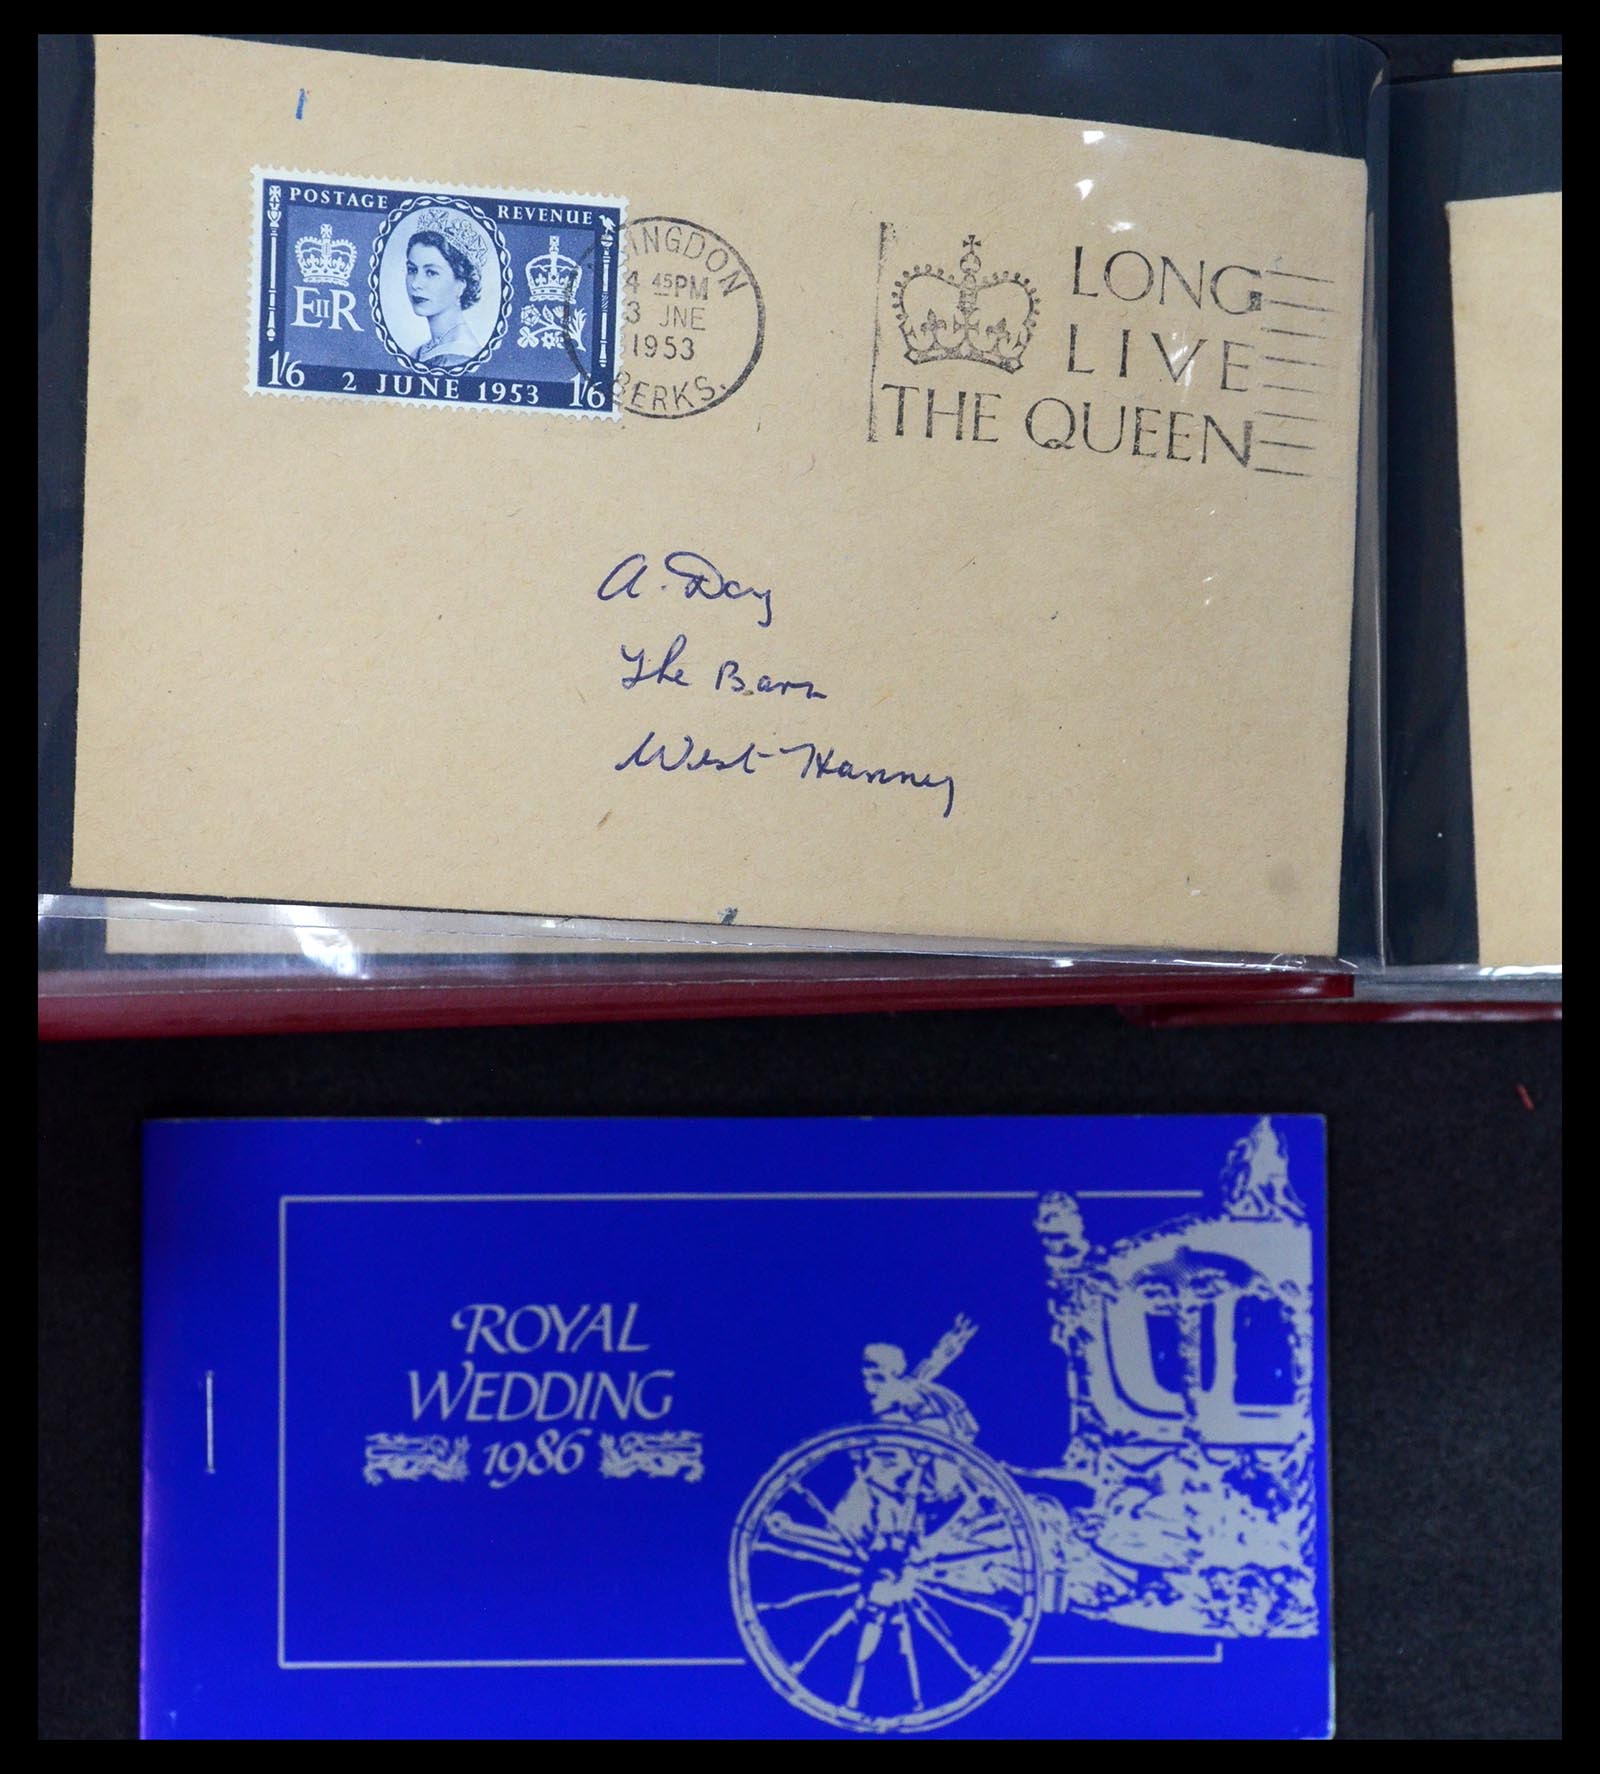 POSTAGE REVENUE
EIIR
1/6 2 JUNE 1953 1/6
ANGDON
4 45PM
3 JNE
1953
BERKS.
LONG
LIVE
THE QUEEN
A. Day
The Barn
West Hanney
ROYAL
WEDDING
1986